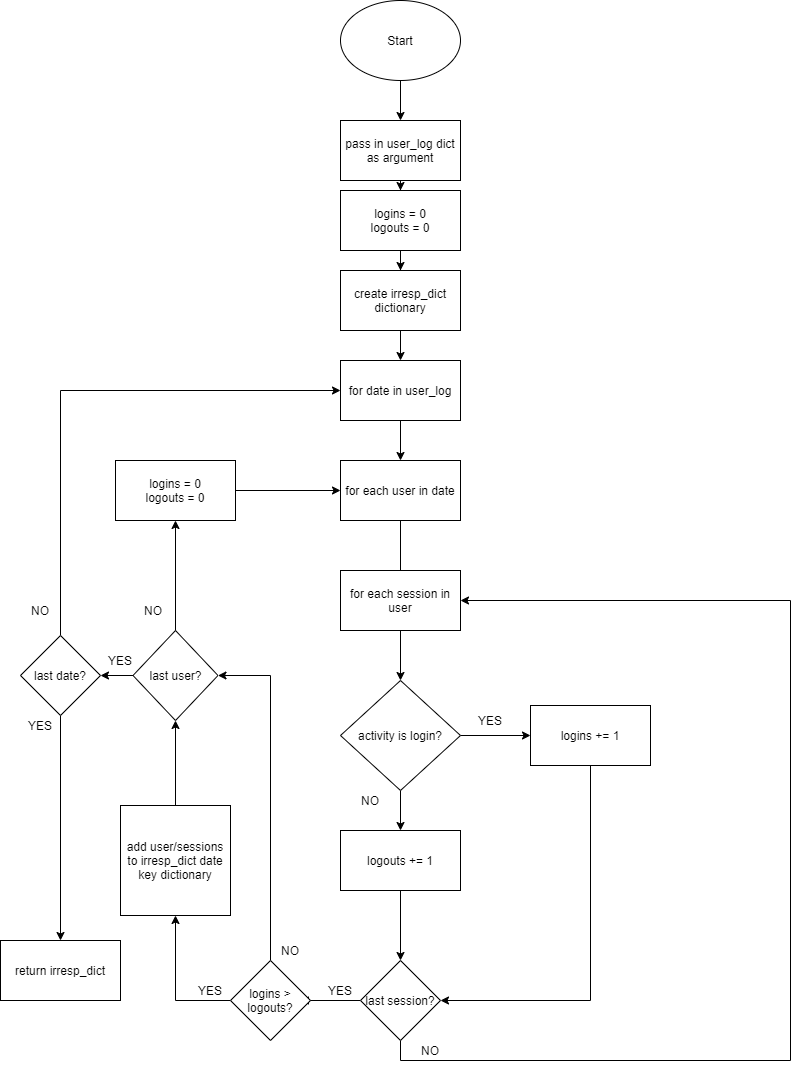 Start
pass in user_log dict
as argument
logins = 0
logouts = 0
create irresp_dict
dictionary
for date in user_log
logins = 0
logouts = 0
for each user in date
for each session in
user
NO
NO
last date?
YES
last user?
YES
activity is login?
YES
logins += 1
NO
logouts += 1
add user/sessions
to irresp_dict date
key dictionary
return irresp_dict
NO
YES
logins >
logouts?
YES
last session?
NO